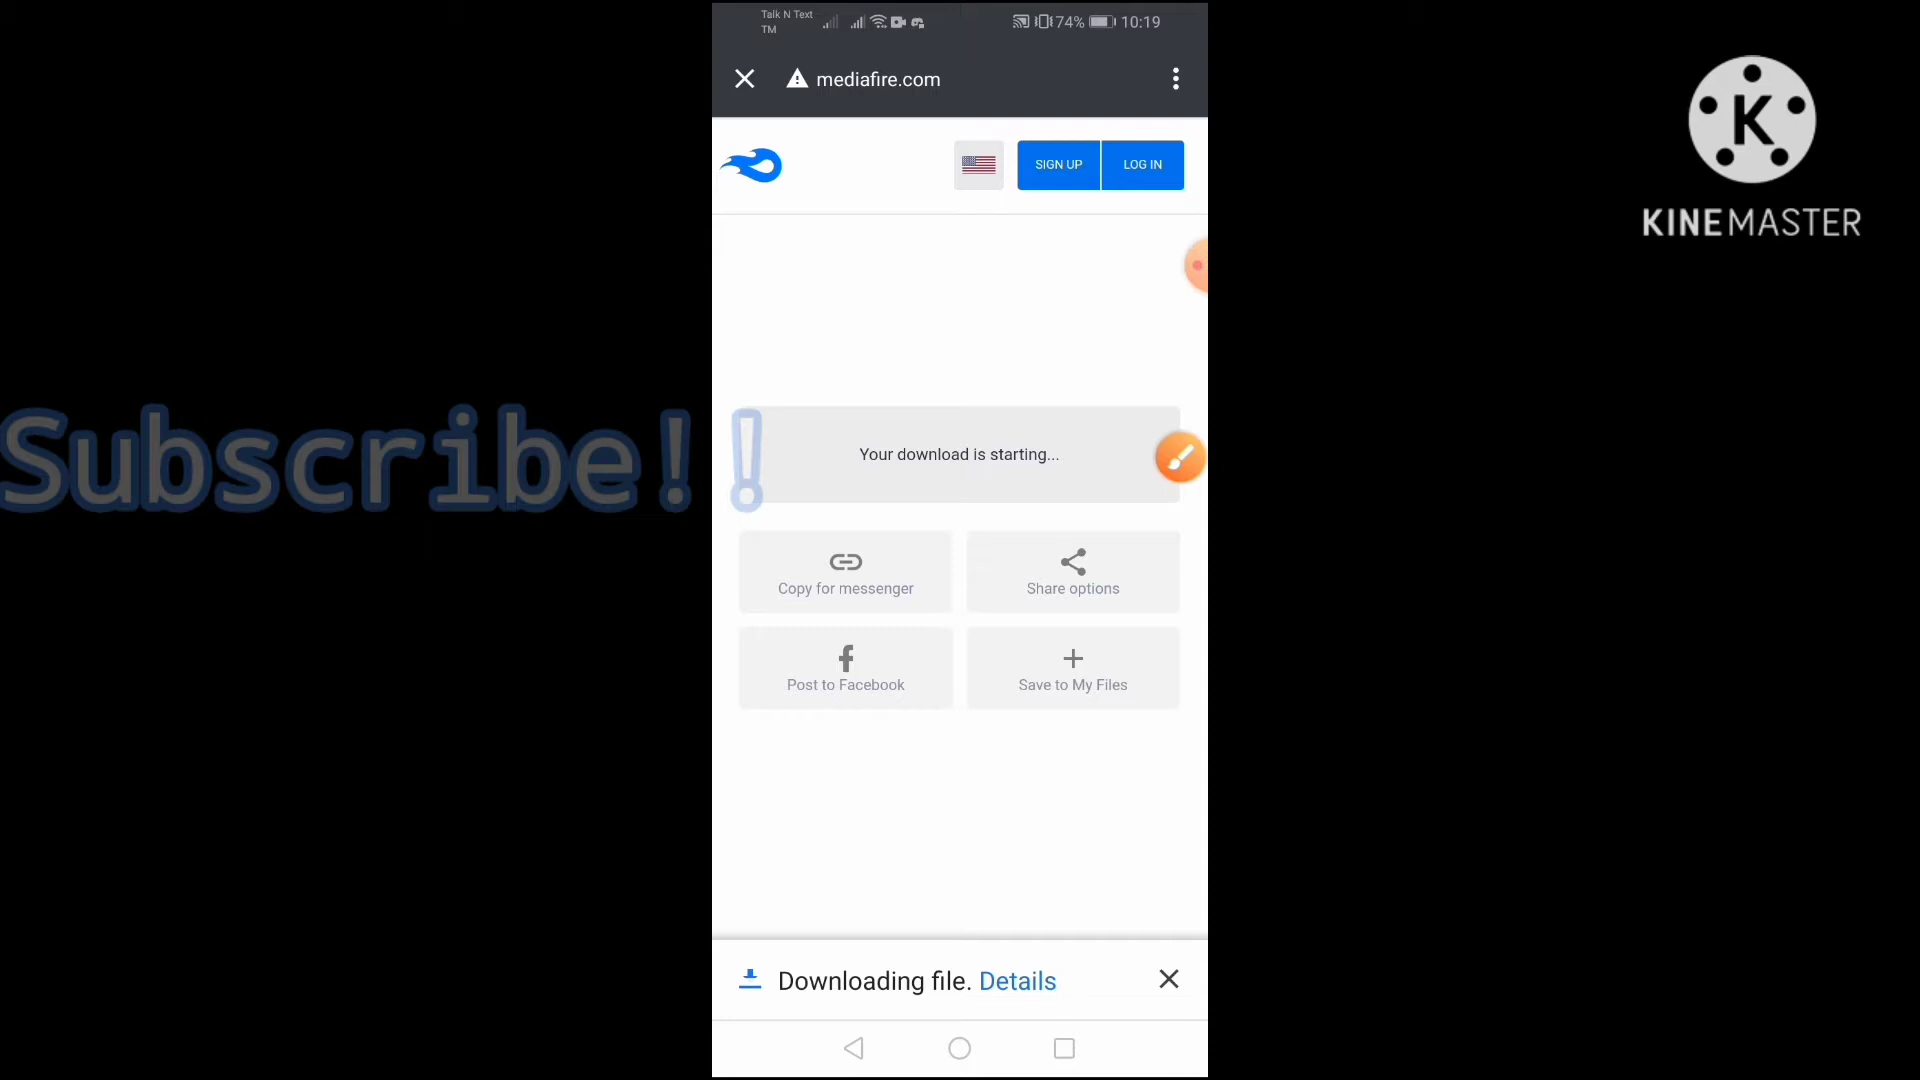 Talk N Text
TM
74% 10:19
mediafire.com
SIGN UP LOG IN
K
KINEMASTER
Subscribe!
!
Your download is starting...
Copy for messenger
Share options
Post to Facebook
Save to My Files
Downloading file. Details